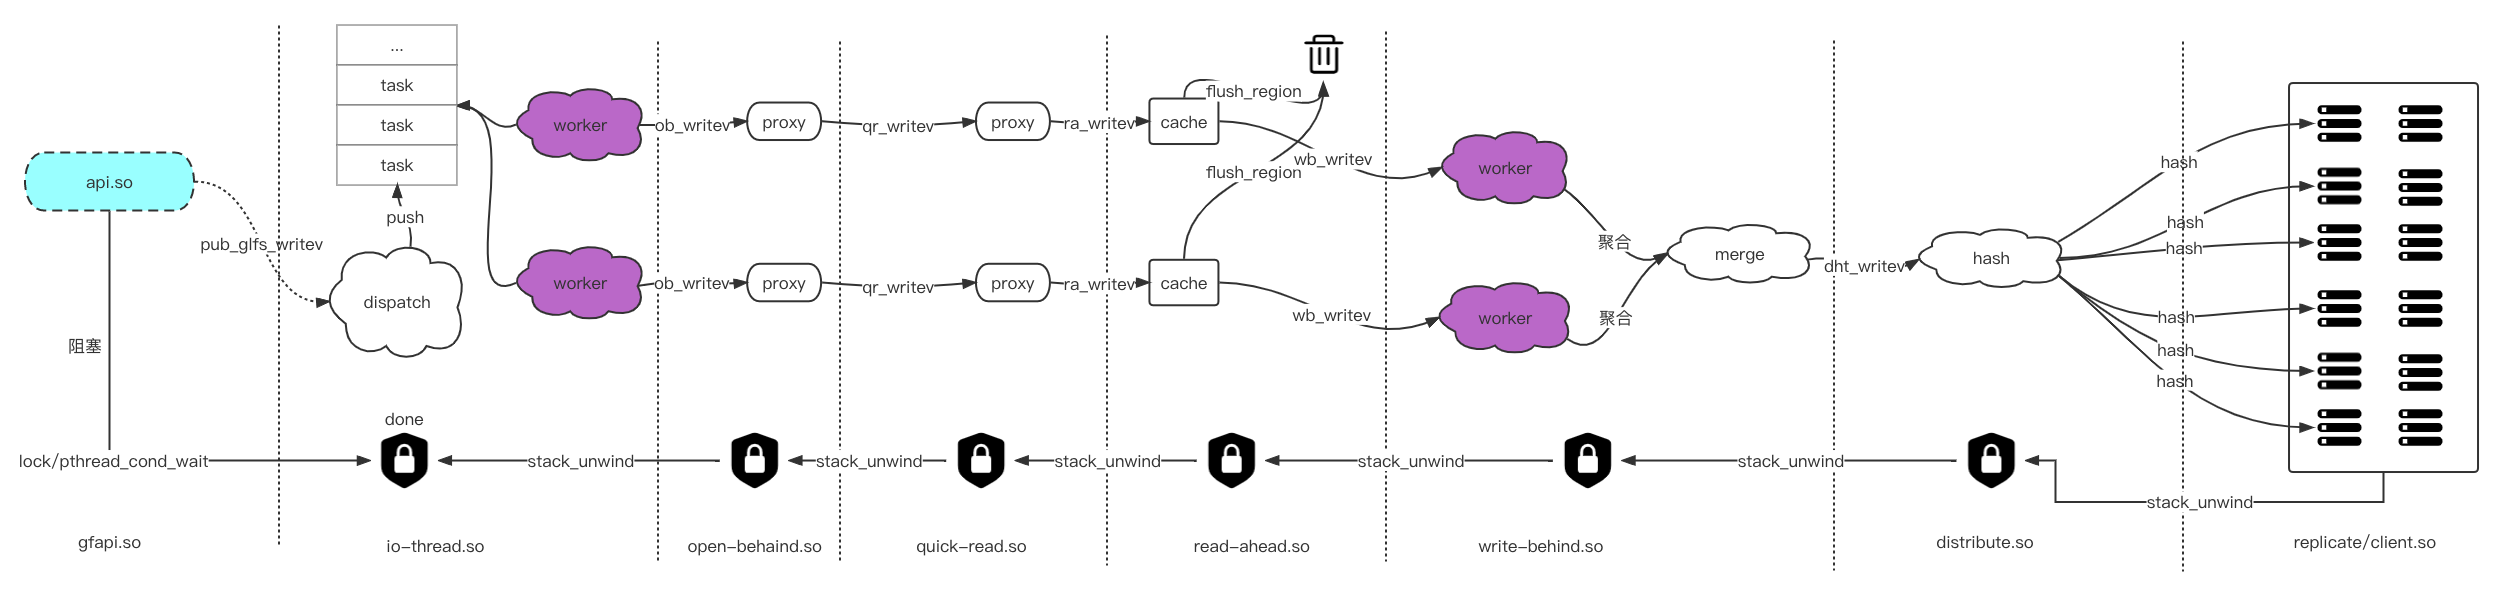 ...
task
task
task
api.so
pub_glfs_writev
push
dispatch
阻塞
worker
worker
ob_writev
ob_writev
proxy
proxy
qr_writev
qr_writev
proxy
proxy
ra_writev
ra_writev
cache
cache
flush_region
flush_region
wb_writev
wb_writev
worker
worker
聚合
聚合
merge
dht_writev
hash
hash
hash
hash
hash
hash
hash
done
lock/pthread_cond_wait
stack_unwind
stack_unwind
stack_unwind
stack_unwind
stack_unwind
stack_unwind
gfapi.so
io-thread.so
open-behaind.so
quick-read.so
read-ahead.so
write-behind.so
distribute.so
replicate/client.so